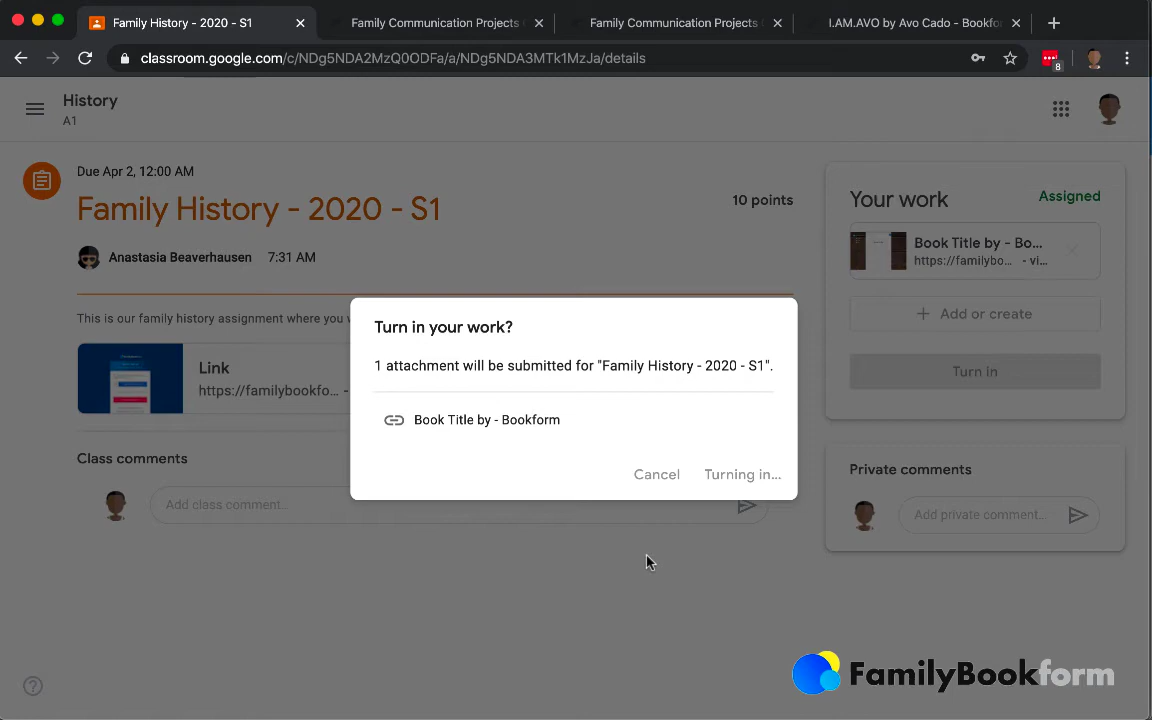 Family History - 2020 - S1
Family Communication Projects
Family Communication Projects
I.AM.AVO by Avo Cado - Bookfor
classroom.google.com/c/NDg5NDA2MzQ0ODFa/a/NDg5NDA3MTk1MzJa/details
8
History
A1
Due Apr 2, 12:00 AM
Family History - 2020 - S1
10 points
Anastasia Beaverhausen 7:31 AM
This is our family history assignment where you
Link
https://familybookfo... -
Class comments
Add class comment...
Your work
Assigned
Book Title by - Bo...
https://familybo... - vi...
Add or create
Turn in
Private comments
Add private comment...
Turn in your work?
1 attachment will be submitted for "Family History - 2020 - S1".
Book Title by - Bookform
Cancel Turning in...
FamilyBookform